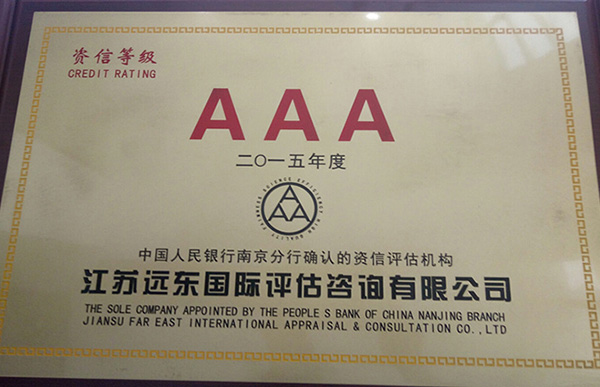 资信等级
CREDIT RATING
AAA
二〇一五年度
AAA
中国人民银行南京分行确认的资信评估机构
江苏远东国际评估咨询有限公司
THE SOLE COMPANY APPOINTED BY THE PEOPLE S BANK OF CHINA NANJING BRANCH
JIANSU FAR EAST INTERNATIONAL APPRAISAL & CONSULTATION CO.,LTD